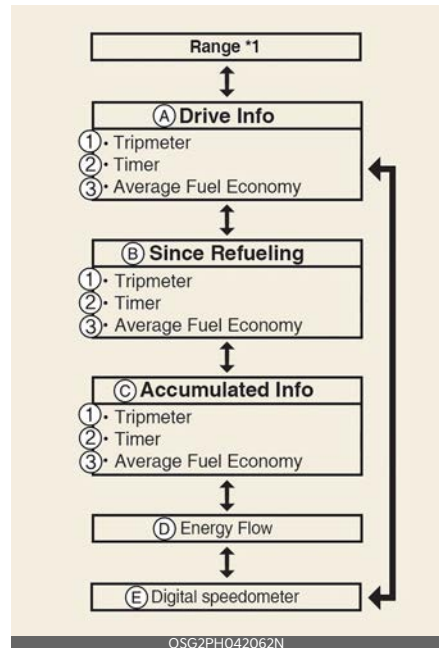 Range *1
Ⓐ Drive Info
①• Tripmeter
②• Timer
③• Average Fuel Economy
Ⓑ Since Refueling
①• Tripmeter
②• Timer
③• Average Fuel Economy
Ⓒ Accumulated Info
①• Tripmeter
②• Timer
③• Average Fuel Economy
Ⓓ Energy Flow
Ⓔ Digital speedometer
OSG2PH042062N